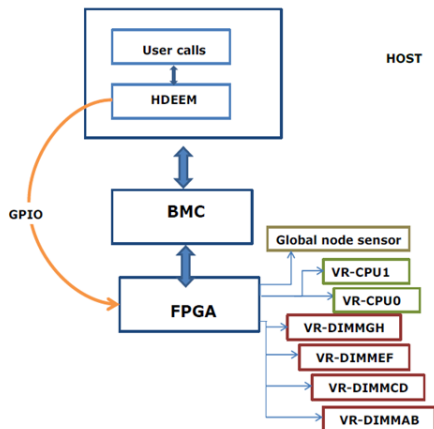 User calls
HOST
HDEEM
GPIO
BMC
Global node sensor
VR-CPU1
VR-CPU0
FPGA
VR-DIMMGH
VR-DIMMEF
VR-DIMMCD
VR-DIMMAB